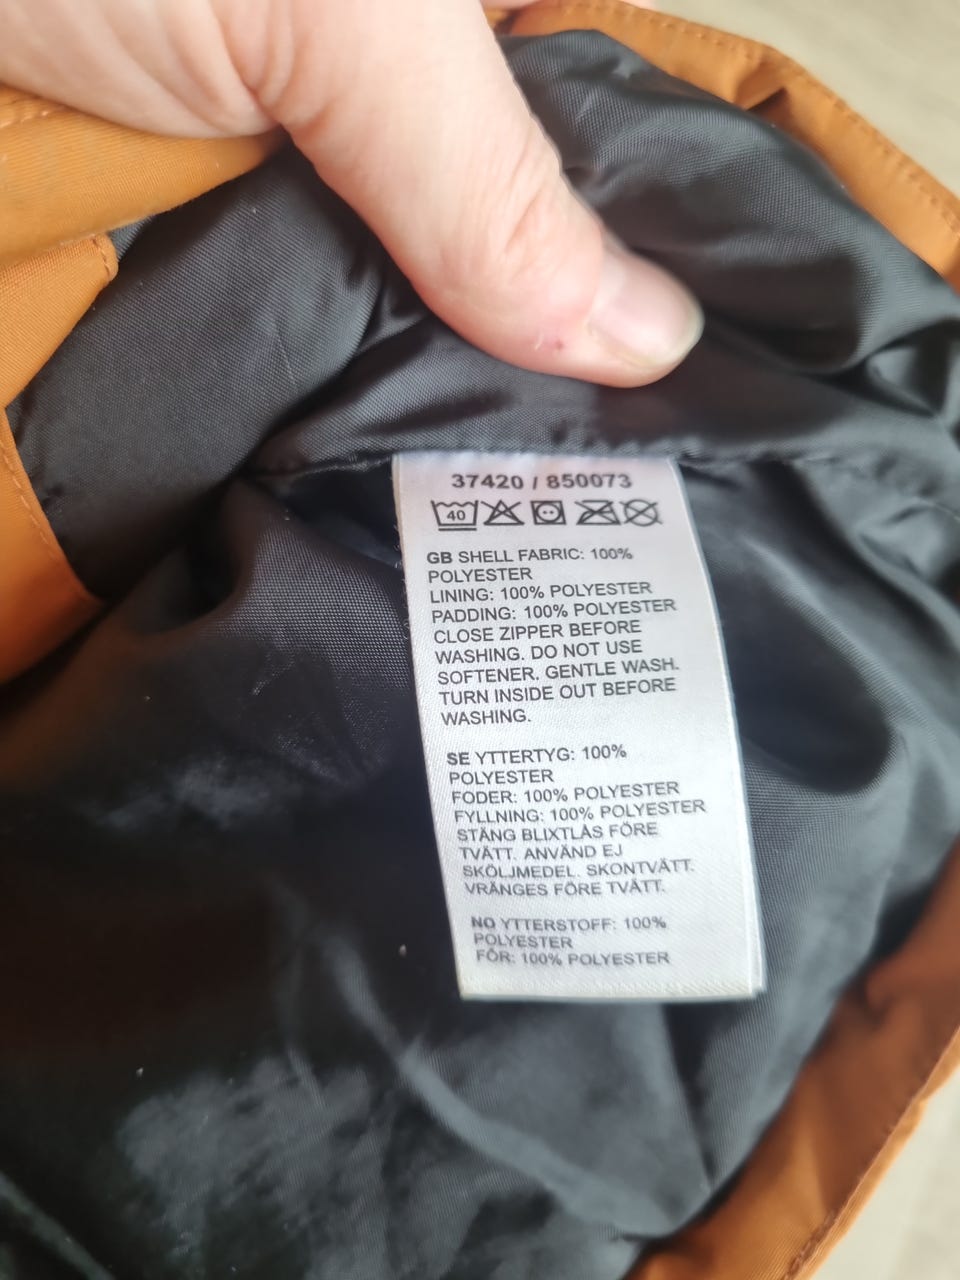 37420 / 850073
40
GB SHELL FABRIC: 100%
POLYESTER
LINING: 100% POLYESTER
PADDING: 100% POLYESTER
CLOSE ZIPPER BEFORE
WASHING. DO NOT USE
SOFTENER. GENTLE WASH.
TURN INSIDE OUT BEFORE
WASHING.
SE YTTERTYG: 100%
POLYESTER
FODER: 100% POLYESTER
FYLLNING: 100% POLYESTER
STÄNG BLIXTLÅS FÖRE
TVÄTT. ANVÄND EJ
SKÖLJMEDEL. SKONTVÄTT.
VRÄNGES FÖRE TVÄTT.
NO YTTERSTOFF: 100%
POLYESTER
FÔR: 100% POLYESTER